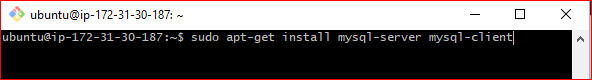 ubuntu@ip-172-31-30-187: ~
ubuntu@ip-172-31-30-187:~$ sudo apt-get install mysql-server mysql-client